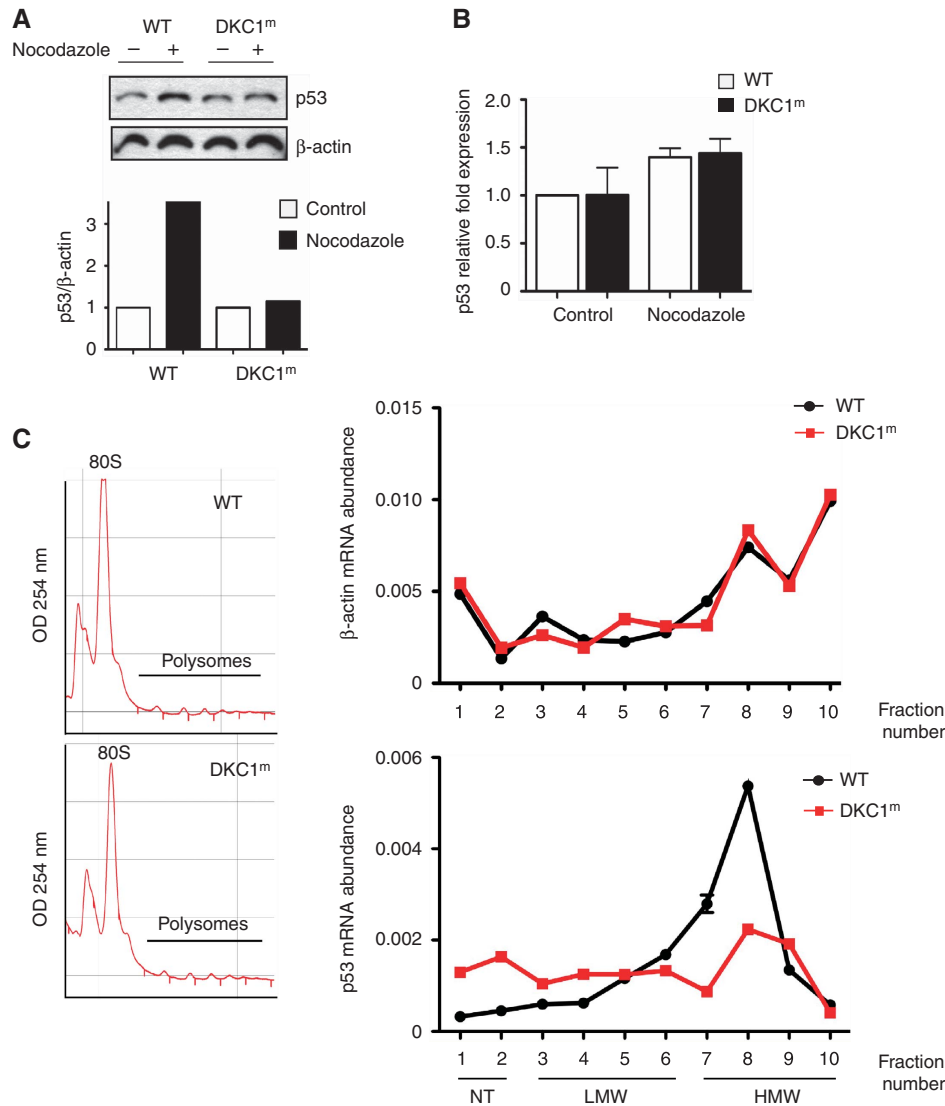 A
WT DKC1ᵐ
Nocodazole – + – +
p53
β-actin
Control
Nocodazole
p53/β-actin
3
2
1
0
WT DKC1ᵐ
B
WT
DKC1ᵐ
p53 relative fold expression
2.0
1.5
1.0
0.5
0
Control Nocodazole
C
80S
WT
OD 254 nm
Polysomes
80S
DKC1ᵐ
OD 254 nm
Polysomes
WT
DKC1ᵐ
β-actin mRNA abundance
0.015
0.010
0.005
0
1 2 3 4 5 6 7 8 9 10
Fraction
number
WT
DKC1ᵐ
p53 mRNA abundance
0.006
0.004
0.002
0
1 2 3 4 5 6 7 8 9 10
Fraction
number
NT LMW HMW